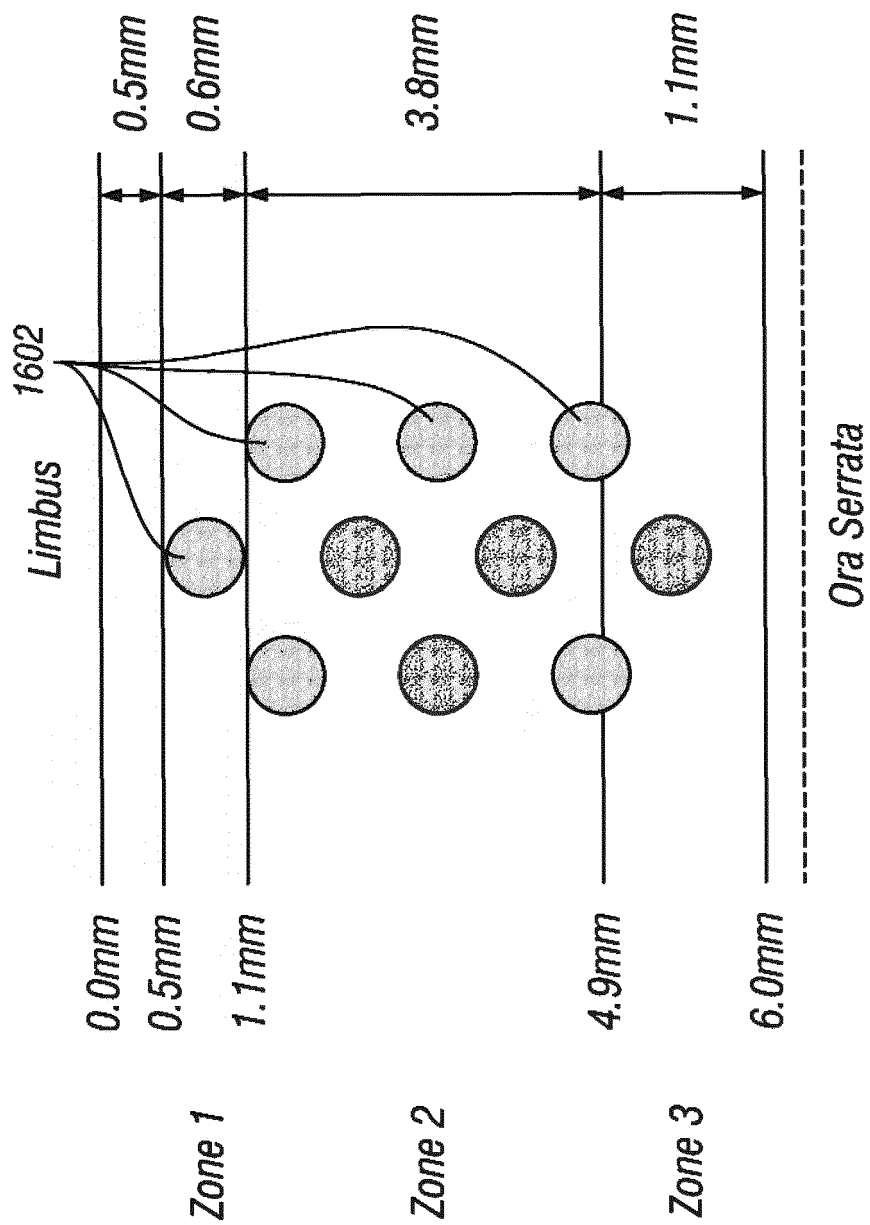 Limbus
1602
0.0mm
0.5mm
0.5mm
Zone 1
0.6mm
1.1mm
Zone 2
3.8mm
4.9mm
Zone 3
1.1mm
6.0mm
Ora Serrata